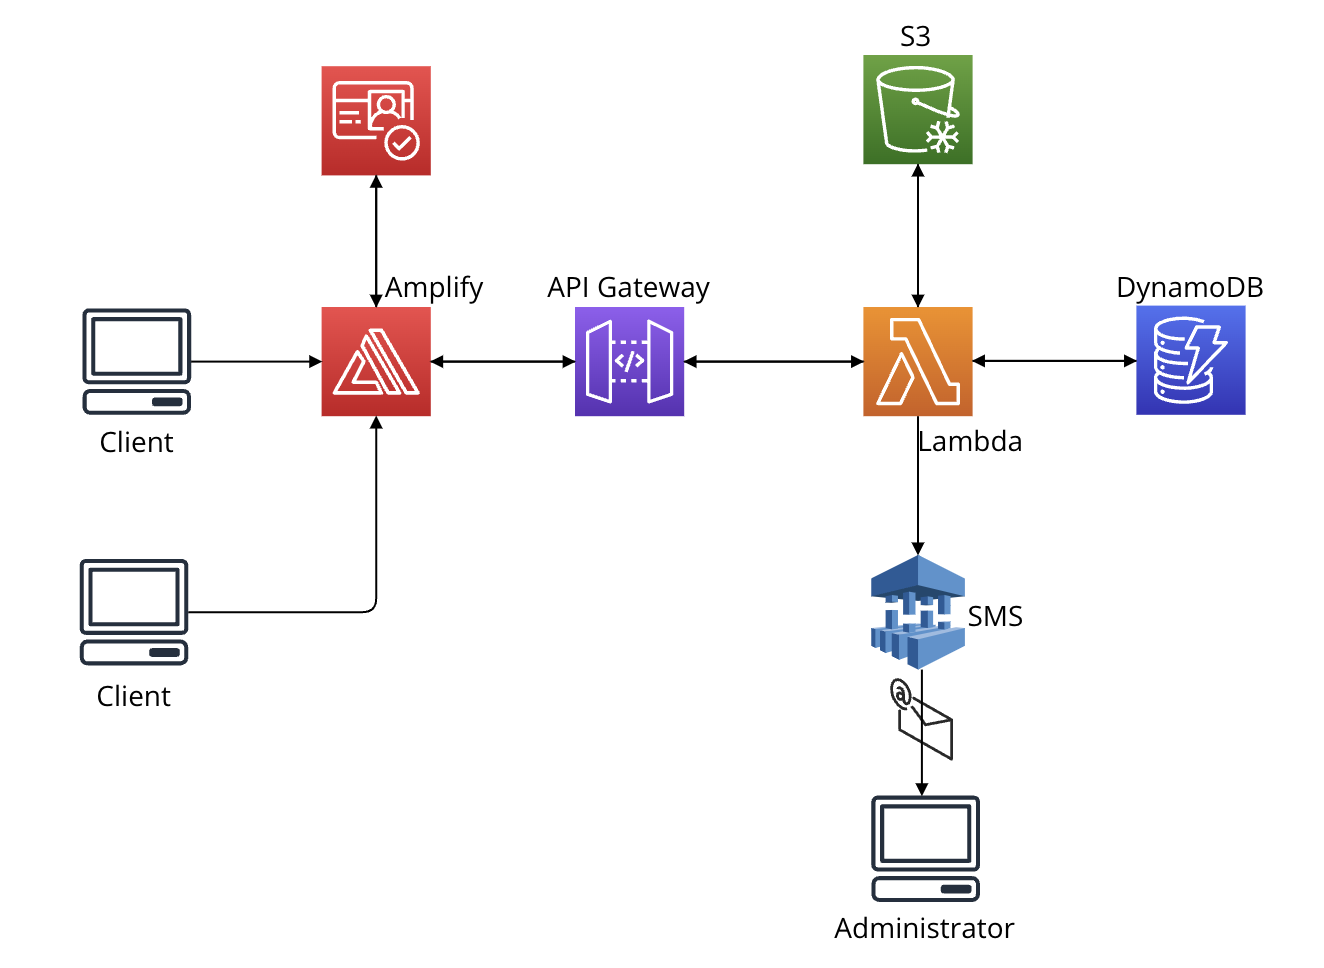 S3
Amplify
API Gateway
DynamoDB
Client
Lambda
SMS
Client
@
Administrator